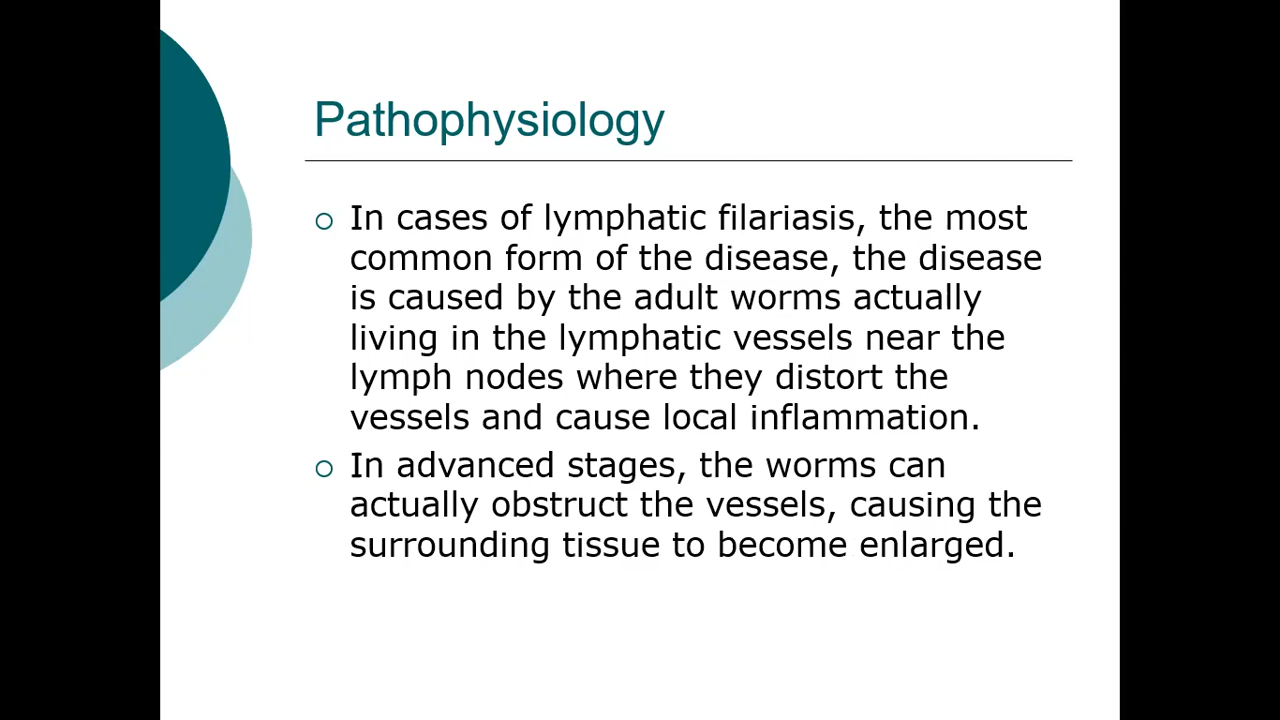 Pathophysiology
In cases of lymphatic filariasis, the most
common form of the disease, the disease
is caused by the adult worms actually
living in the lymphatic vessels near the
lymph nodes where they distort the
vessels and cause local inflammation.
In advanced stages, the worms can
actually obstruct the vessels, causing the
surrounding tissue to become enlarged.